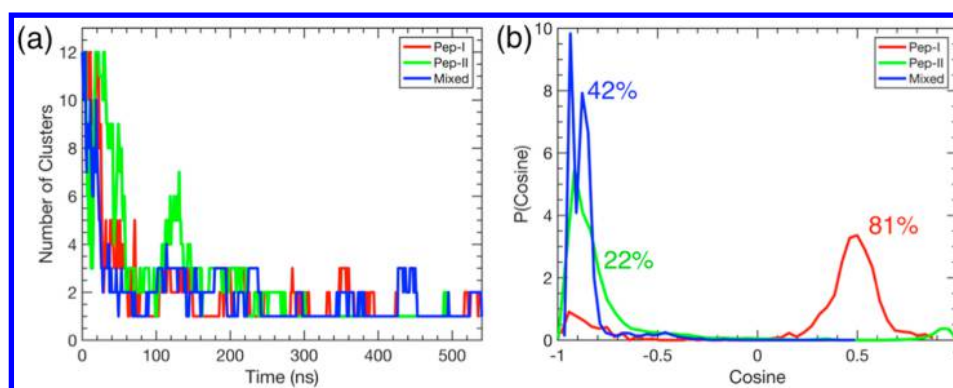 (a)
Pep-I
Pep-II
Mixed
Number of Clusters
12
10
8
6
4
2
0
0 100 200 300 400 500
Time (ns)
(b)
Pep-I
Pep-II
Mixed
42%
81%
22%
P(Cosine)
10
8
6
4
2
0
-1 -0.5 0 0.5 1
Cosine